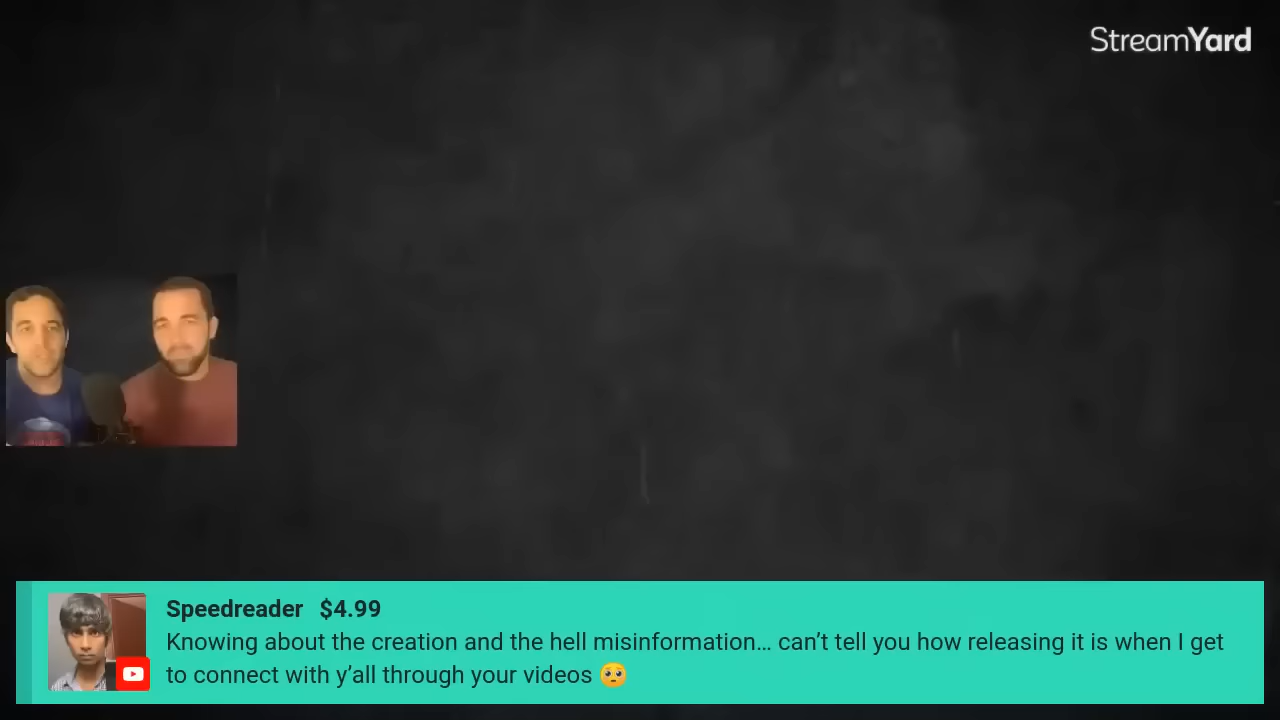 StreamYard
Speedreader $4.99
Knowing about the creation and the hell misinformation… can’t tell you how releasing it is when I get
to connect with y’all through your videos 🥺